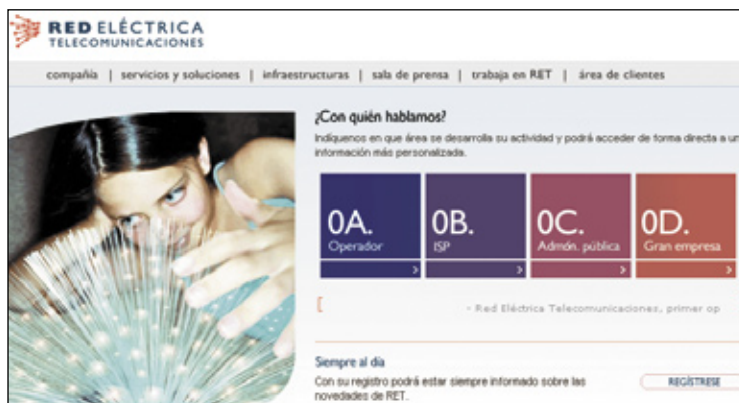 RED ELÉCTRICA
TELECOMUNICACIONES
compañía | servicios y soluciones | infraestructuras | sala de prensa | trabaja en RET | área de clientes
¿Con quién hablamos?
Indíquenos en que área se desarrolla su actividad y podrá acceder de forma directa a un
información más personalizada.
0A.
Operador
>
0B.
ISP
>
0C.
Admón. pública
>
0D.
Gran empresa
>
[ - Red Eléctrica Telecomunicaciones, primer op
Siempre al día
Con su registro podrá estar siempre informado sobre las
novedades de RET.
REGÍSTRESE